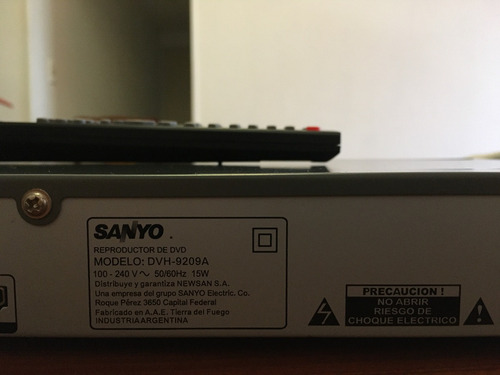 SANYO.
REPRODUCTOR DE DVD
MODELO: DVH-9209A
100 - 240 V ~ 50/60Hz 15W
Distribuye y garantiza NEWSAN S.A.
Una empresa del grupo SANYO Electric, Co.
Roque Pérez 3650 Capital Federal
Fabricado en A.A.E. Tierra del Fuego
INDUSTRIA ARGENTINA
PRECAUCION !
NO ABRIR
RIESGO DE
CHOQUE ELECTRICO